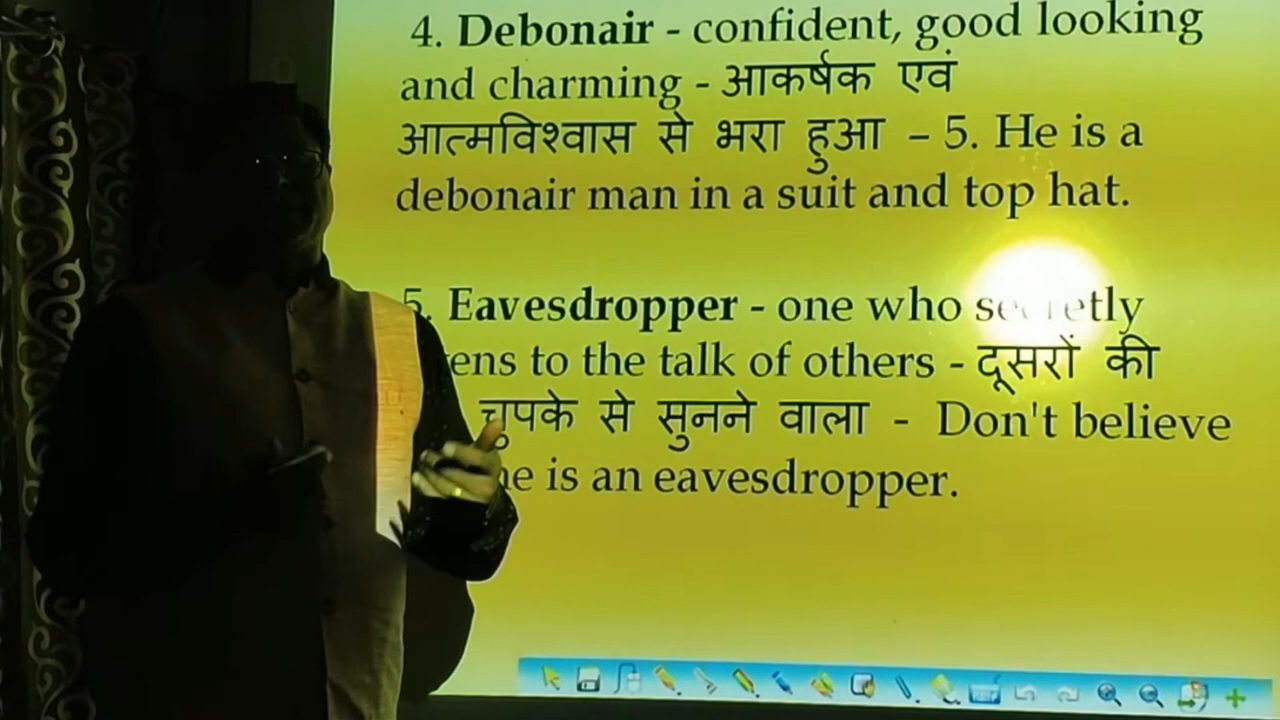 4. Debonair - confident, good looking
and charming - आकर्षक एवं
आत्मविश्वास से भरा हुआ – 5. He is a
debonair man in a suit and top hat.
5. Eavesdropper - one who secretly
to the talk of others - दूसरों की
चुपके से सुनने वाला - Don't believe
is an eavesdropper.